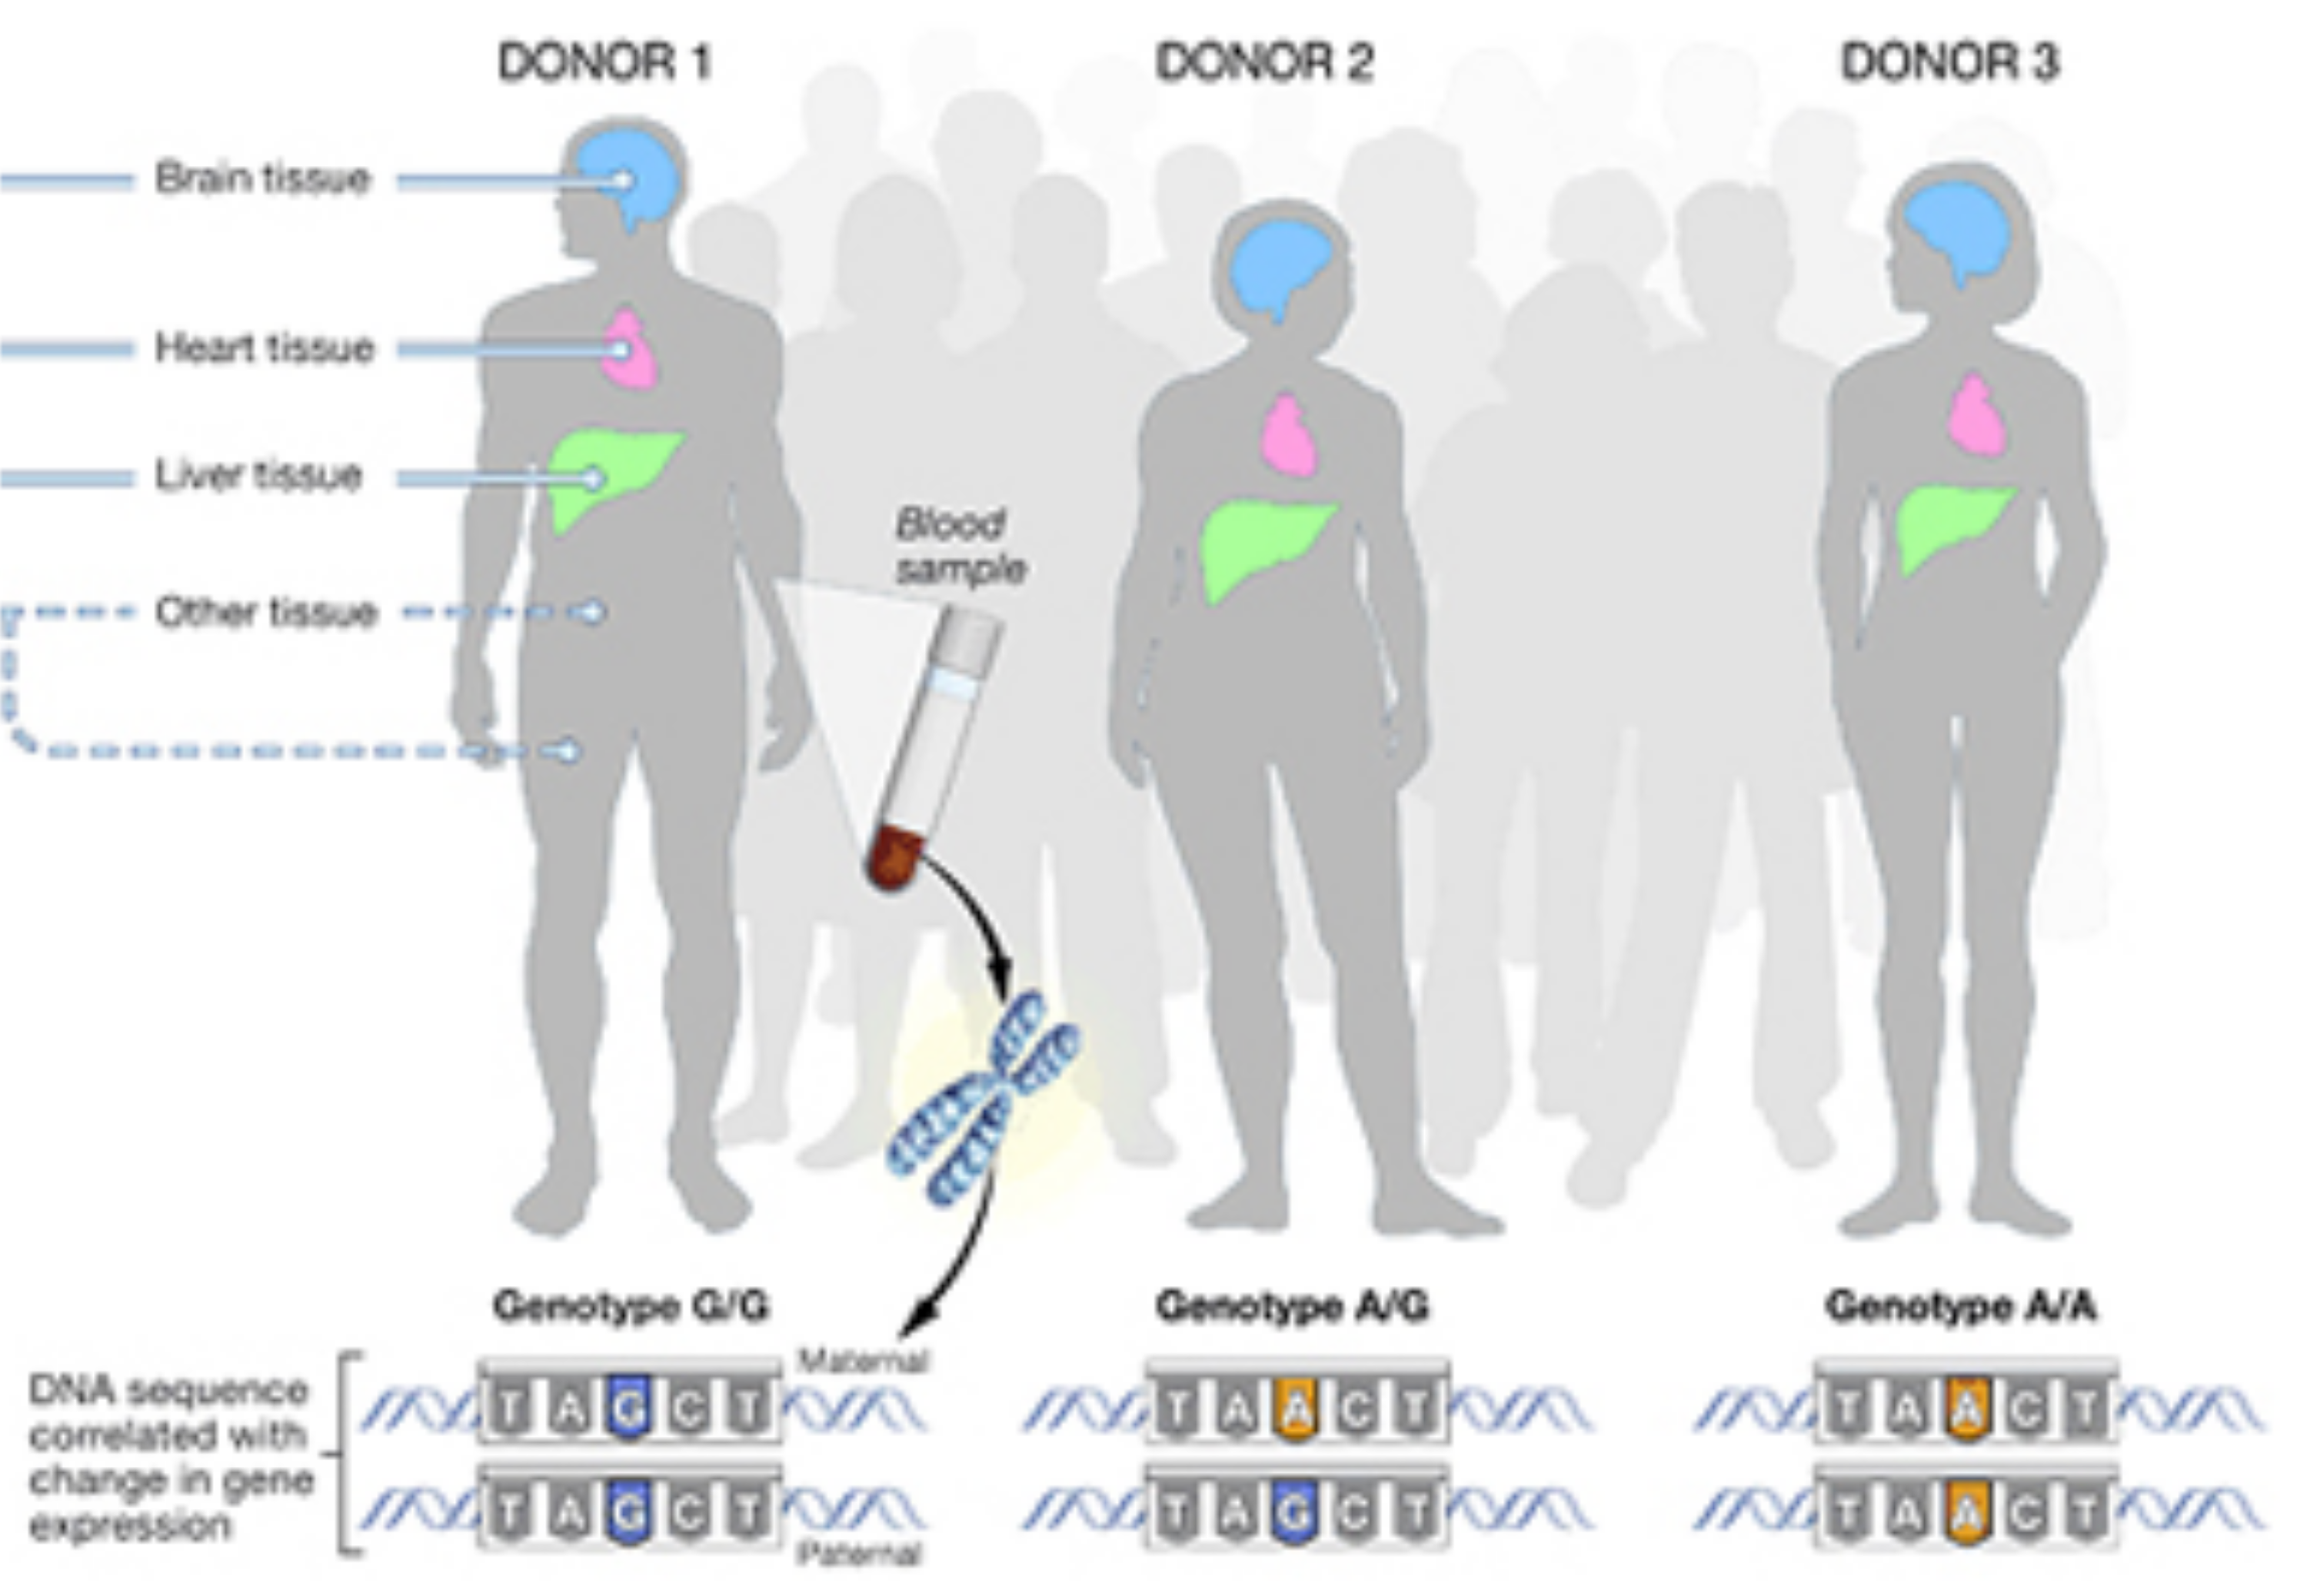 DONOR 1
DONOR 2
DONOR 3
Brain tissue
Heart tissue
Liver tissue
Other tissue
Blood
sample
Genotype G/G
Genotype A/G
Genotype A/A
DNA sequence
correlated with
change in gene
expression
Maternal
T A G C T
T A A C T
T A A C T
T A G C T
T A G C T
T A A C T
Paternal